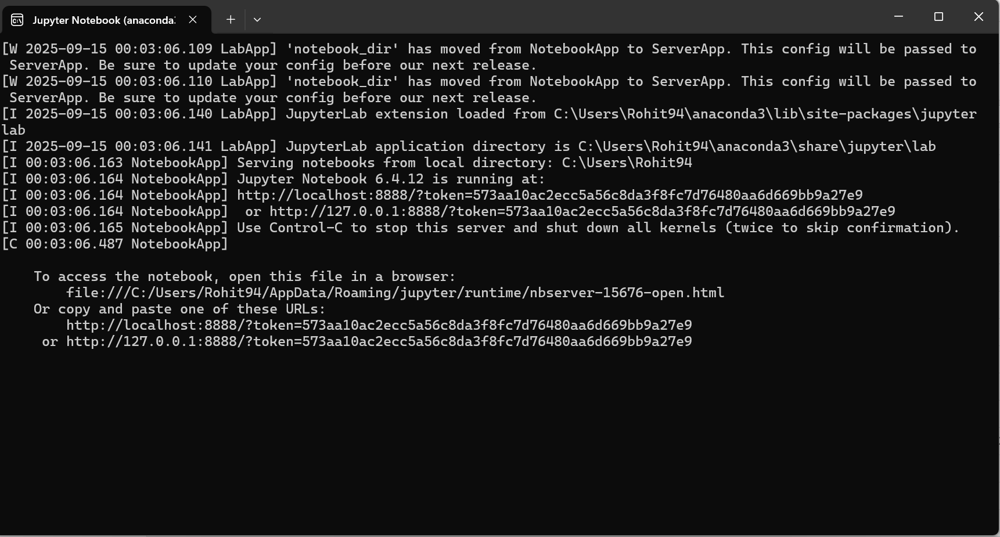 Jupyter Notebook (anaconda
[W 2025-09-15 00:03:06.109 LabApp] 'notebook_dir' has moved from NotebookApp to ServerApp. This config will be passed to
 ServerApp. Be sure to update your config before our next release.
[W 2025-09-15 00:03:06.110 LabApp] 'notebook_dir' has moved from NotebookApp to ServerApp. This config will be passed to
 ServerApp. Be sure to update your config before our next release.
[I 2025-09-15 00:03:06.140 LabApp] JupyterLab extension loaded from C:\Users\Rohit94\anaconda3\lib\site-packages\jupyter
lab
[I 2025-09-15 00:03:06.141 LabApp] JupyterLab application directory is C:\Users\Rohit94\anaconda3\share\jupyter\lab
[I 00:03:06.163 NotebookApp] Serving notebooks from local directory: C:\Users\Rohit94
[I 00:03:06.164 NotebookApp] Jupyter Notebook 6.4.12 is running at:
[I 00:03:06.164 NotebookApp] http://localhost:8888/?token=573aa10ac2ecc5a56c8da3f8fc7d76480aa6d669bb9a27e9
[I 00:03:06.164 NotebookApp]  or http://127.0.0.1:8888/?token=573aa10ac2ecc5a56c8da3f8fc7d76480aa6d669bb9a27e9
[I 00:03:06.165 NotebookApp] Use Control-C to stop this server and shut down all kernels (twice to skip confirmation).
[C 00:03:06.487 NotebookApp]
    To access the notebook, open this file in a browser:
        file:///C:/Users/Rohit94/AppData/Roaming/jupyter/runtime/nbserver-15676-open.html
    Or copy and paste one of these URLs:
        http://localhost:8888/?token=573aa10ac2ecc5a56c8da3f8fc7d76480aa6d669bb9a27e9
     or http://127.0.0.1:8888/?token=573aa10ac2ecc5a56c8da3f8fc7d76480aa6d669bb9a27e9